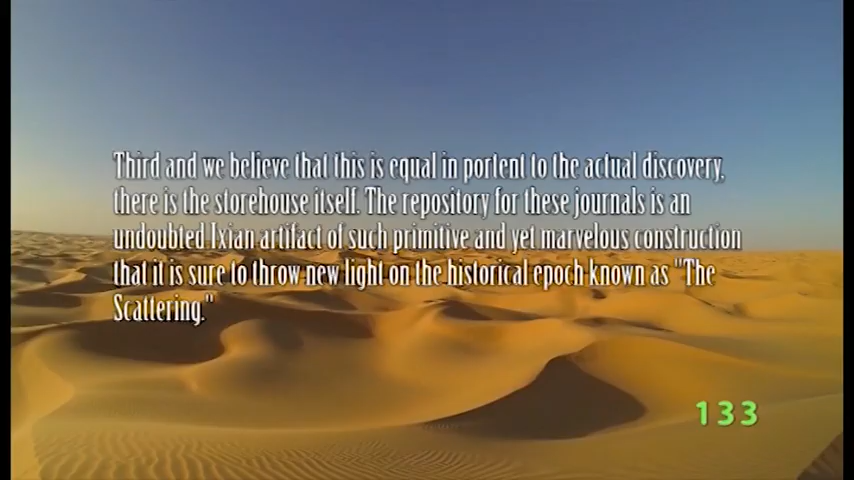 Third and we believe that this is equal in portent to the actual discovery,
there is the storehouse itself. The repository for these journals is an
undoubted Ixian artifact of such primitive and yet marvelous construction
that it is sure to throw new light on the historical epoch known as "The
Scattering."
133